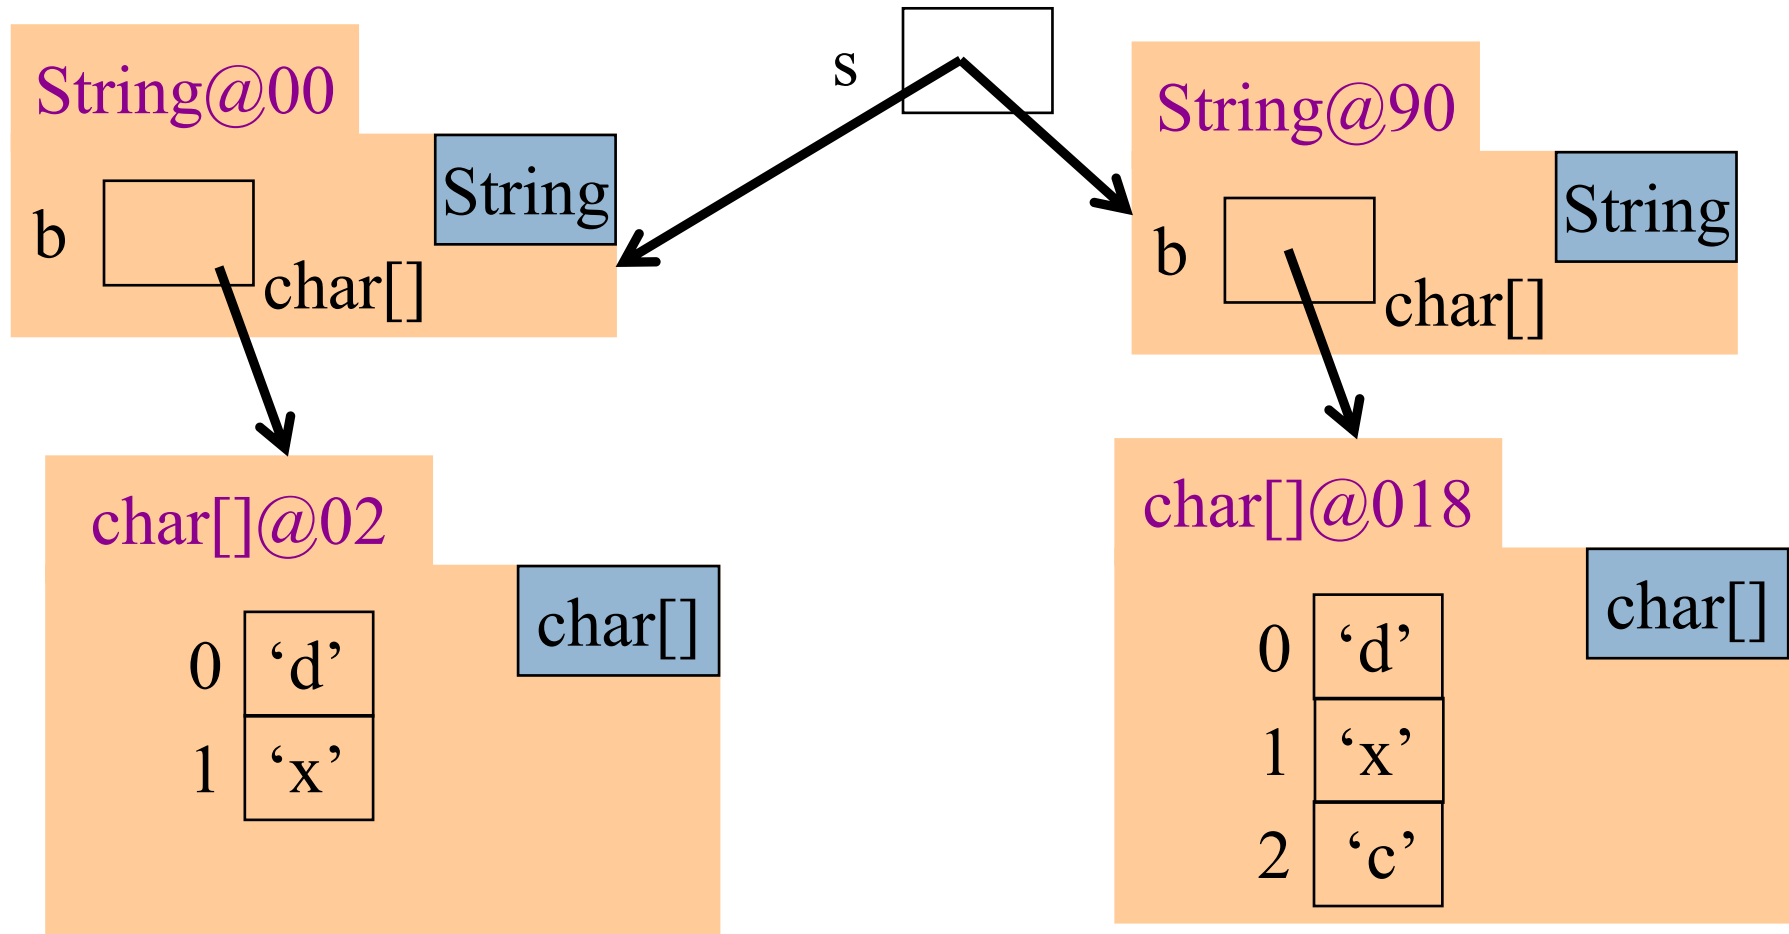 s
String@00
String
b
char[]
char[]@02
char[]
0 ‘d’
1 ‘x’
String@90
String
b
char[]
char[]@018
char[]
0 ‘d’
1 ‘x’
2 ‘c’